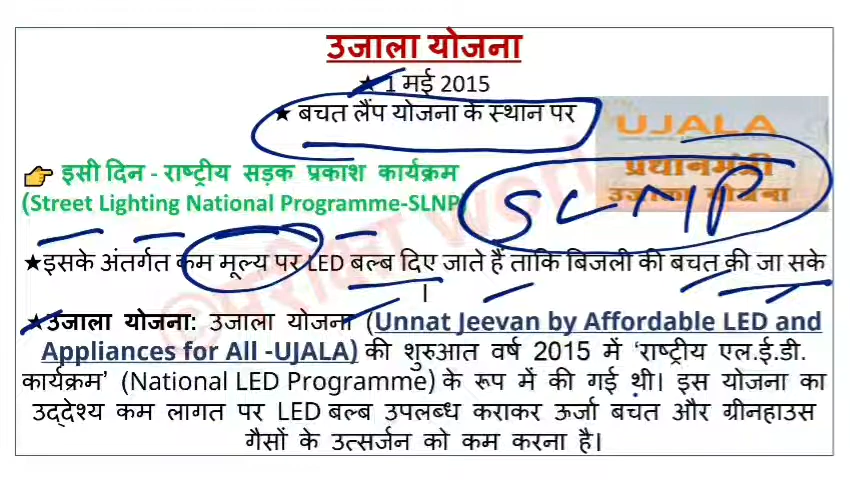 उजाला योजना
★ 1 मई 2015
★ बचत लैंप योजना के स्थान पर
UJALA
प्रधानमंत्री
उजाला योजना
👉 इसी दिन - राष्ट्रीय सड़क प्रकाश कार्यक्रम
(Street Lighting National Programme-SLNP)
SLNP
★इसके अंतर्गत कम मूल्य पर LED बल्ब दिए जाते हैं ताकि बिजली की बचत की जा सके
।
★उजाला योजना: उजाला योजना (Unnat Jeevan by Affordable LED and
Appliances for All -UJALA) की शुरुआत वर्ष 2015 में ‘राष्ट्रीय एल.ई.डी.
कार्यक्रम’ (National LED Programme) के रूप में की गई थी। इस योजना का
उद्देश्य कम लागत पर LED बल्ब उपलब्ध कराकर ऊर्जा बचत और ग्रीनहाउस
गैसों के उत्सर्जन को कम करना है।